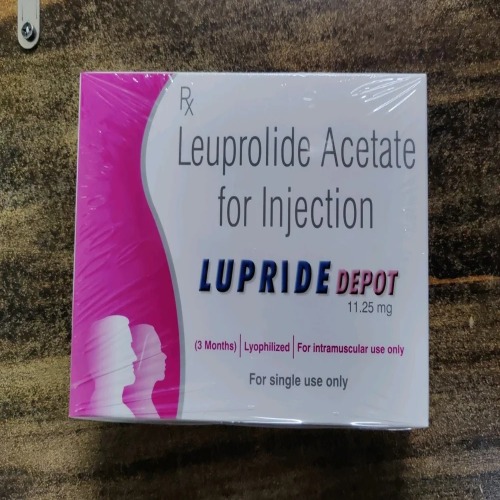 Rx
Leuprolide Acetate
for Injection
LUPRIDE DEPOT
11.25 mg
(3 Months) | Lyophilized | For intramuscular use only
For single use only